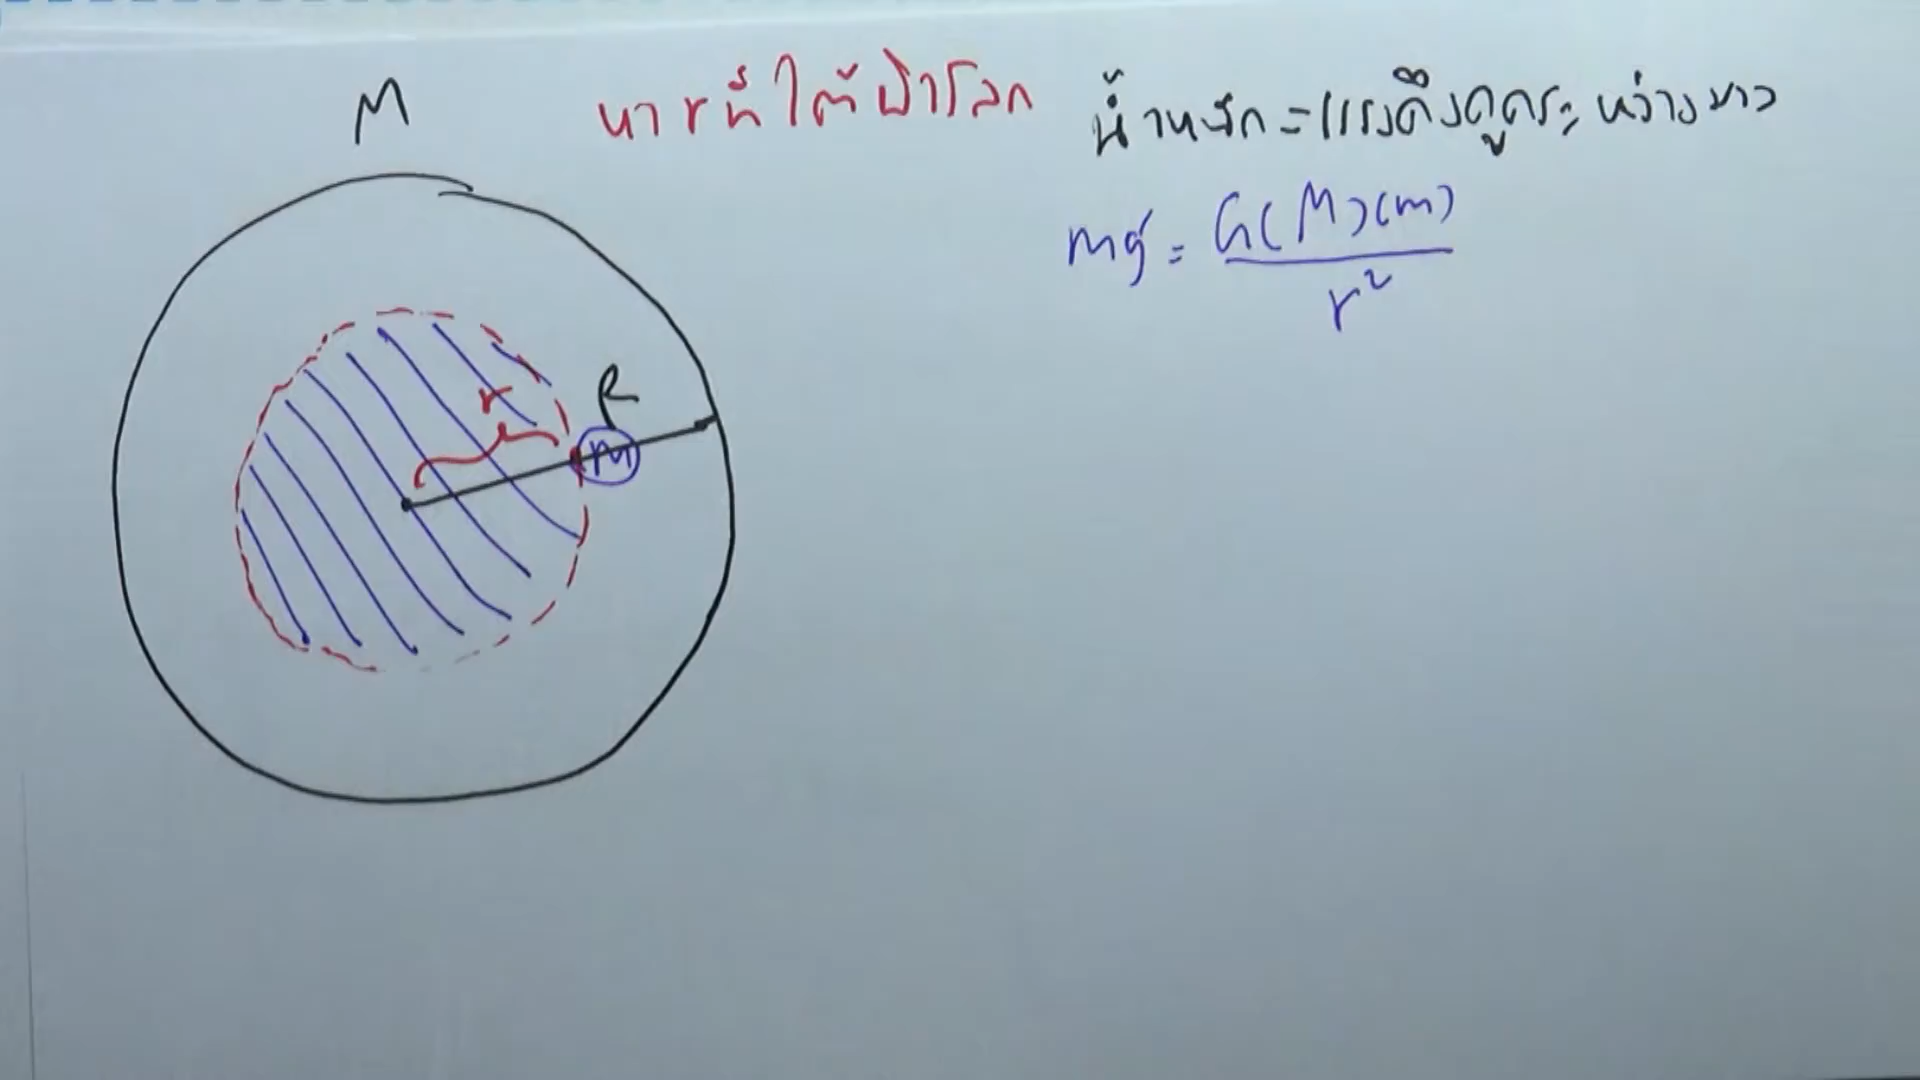 M
หา rที่ใต้ผิวโลก
น้ำหนัก = แรงดึงดูดระหว่างมวล
mg' = G(M)(m)
r²
r
R
m